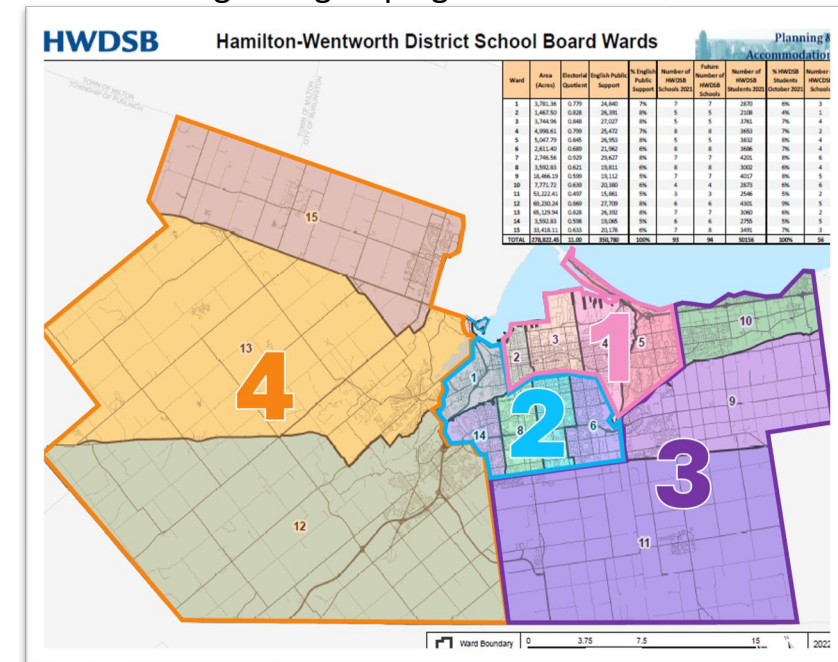 HWDSB Hamilton-Wentworth District School Board Wards Planning &
Accommodation
Ward Area (Acres) Electorial Quotient English Public Support % English Public Support Number of HWDSB Schools 2021 Future Number of HWDSB Schools Number of HWDSB Students 2021 % HWDSB Students October 2021 Number HWCDSB Schools
1 3,781.36 0.779 24,840 7% 7 7 2870 6% 3
2 1,467.50 0.828 26,391 8% 5 5 2108 4% 1
3 3,744.96 0.848 27,027 8% 5 5 3761 7% 4
4 4,998.61 0.799 25,472 7% 8 8 3653 7% 2
5 5,047.79 0.845 26,953 8% 5 5 3832 8% 4
6 2,611.40 0.689 21,962 6% 8 8 3686 7% 4
7 2,746.56 0.929 29,627 8% 7 7 4201 8% 6
8 3,592.83 0.621 19,811 6% 8 8 3002 6% 4
9 18,466.19 0.599 19,112 5% 7 7 4017 8% 5
10 7,771.72 0.639 20,380 6% 4 4 2873 6% 6
11 53,222.41 0.497 15,861 5% 3 3 2546 5% 2
12 69,230.24 0.869 27,709 8% 6 6 4301 9% 5
13 65,129.94 0.828 26,392 8% 7 7 3060 6% 2
14 3,592.83 0.598 19,065 5% 6 6 2755 5% 5
15 33,418.11 0.633 20,178 6% 7 8 3491 7% 3
TOTAL 278,822.45 11.00 350,780 100% 93 94 50156 100% 56
TOWN OF MILTON
TOWNSHIP OF PUSLINCH
TOWN OF MILTON
CITY OF BURLINGTON
15
13
4
12
1
14
8
2
6
2
3
4
1
5
10
9
3
11
Ward Boundary 0 3.75 7.5 15